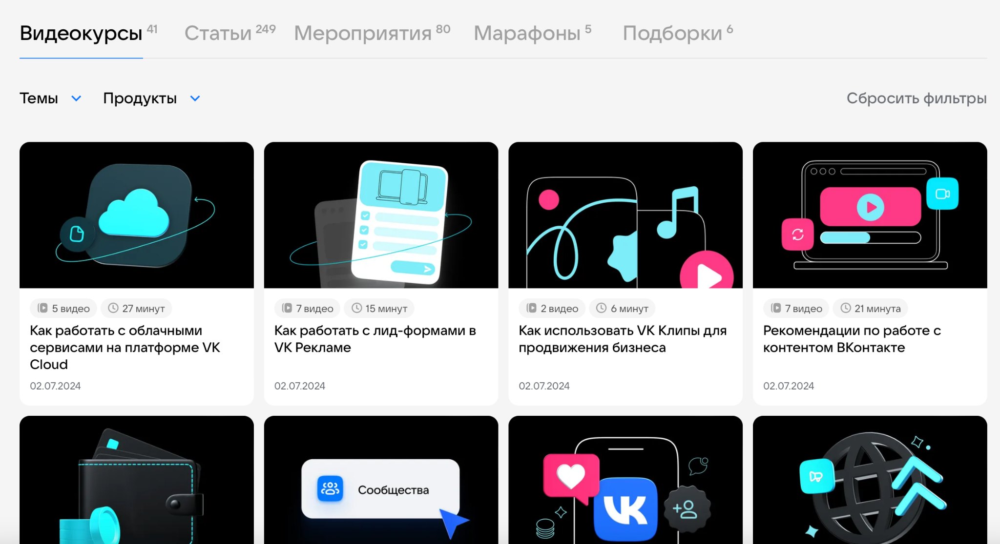 Видеокурсы 41 Статьи 249 Мероприятия 80 Марафоны 5 Подборки 6
Темы Продукты Сбросить фильтры
5 видео 27 минут
Как работать с облачными
сервисами на платформе VK
Cloud
02.07.2024
7 видео 15 минут
Как работать с лид-формами в
VK Рекламе
02.07.2024
2 видео 6 минут
Как использовать VK Клипы для
продвижения бизнеса
02.07.2024
7 видео 21 минута
Рекомендации по работе с
контентом ВКонтакте
02.07.2024
Сообщества
VK